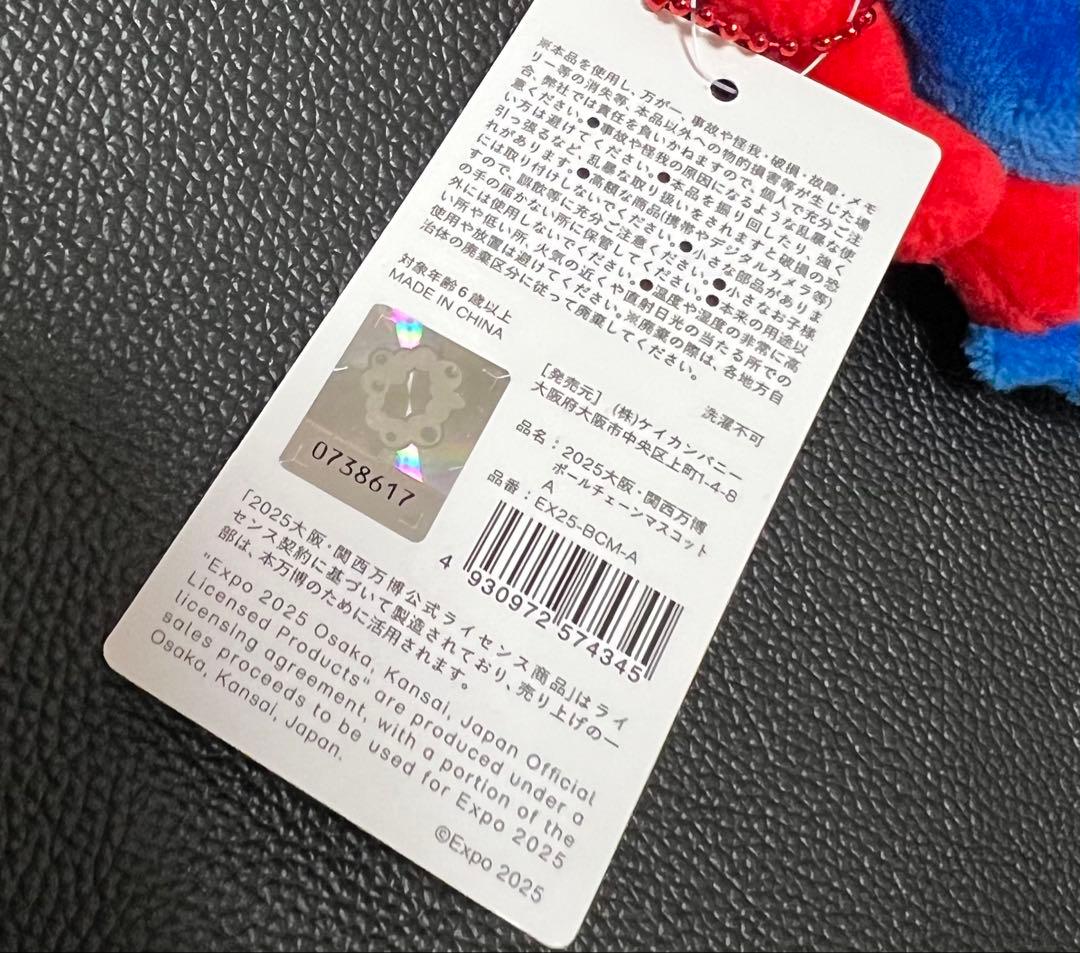 ※本品を使用し、万が一、事故や怪我・破損・故障・メモ
リー等の消失等、本品以外への物的損害等が生じた場
合、弊社では責任を負いかねますので、個人で充分ご注
意ください。●事故や怪我の原因になるような乱暴な使
い方は避けてください。●本品を振り回したり、強く
引っ張るなど、乱暴な取り扱いをされますと破損の恐
れがあります。●高額な商品(携帯やデジタルカメラ等)
には取り付けしないでください。●小さな部品がありま
すので、誤飲等に充分ご注意ください。●小さなお子様
の手の届かない所に保管してください。●本来の用途以
外には使用しないでください。●温度や湿度の非常に高
い所や低い所、火気の近くや直射日光の当たる所での
使用や放置は避けてください。※廃棄の際は、各地方自
治体の廃棄区分に従って廃棄してください。
対象年齢6歳以上
MADE IN CHINA
洗濯不可
0738617
[発売元] (株)ケイカンパニー
大阪府大阪市中央区上町1-4-8
品名:2025大阪・関西万博
ボールチェーンマスコット
A
品番:EX25-BCM-A
4 930972 574345
「2025大阪・関西万博公式ライセンス商品」はライ
センス契約に基づいて製造されており、売り上げの一
部は、本万博のために活用されます。
"Expo 2025 Osaka, Kansai, Japan Official
Licensed Products" are produced under a
licensing agreement, with a portion of the
sales proceeds to be used for Expo 2025
Osaka, Kansai, Japan.
©Expo 2025